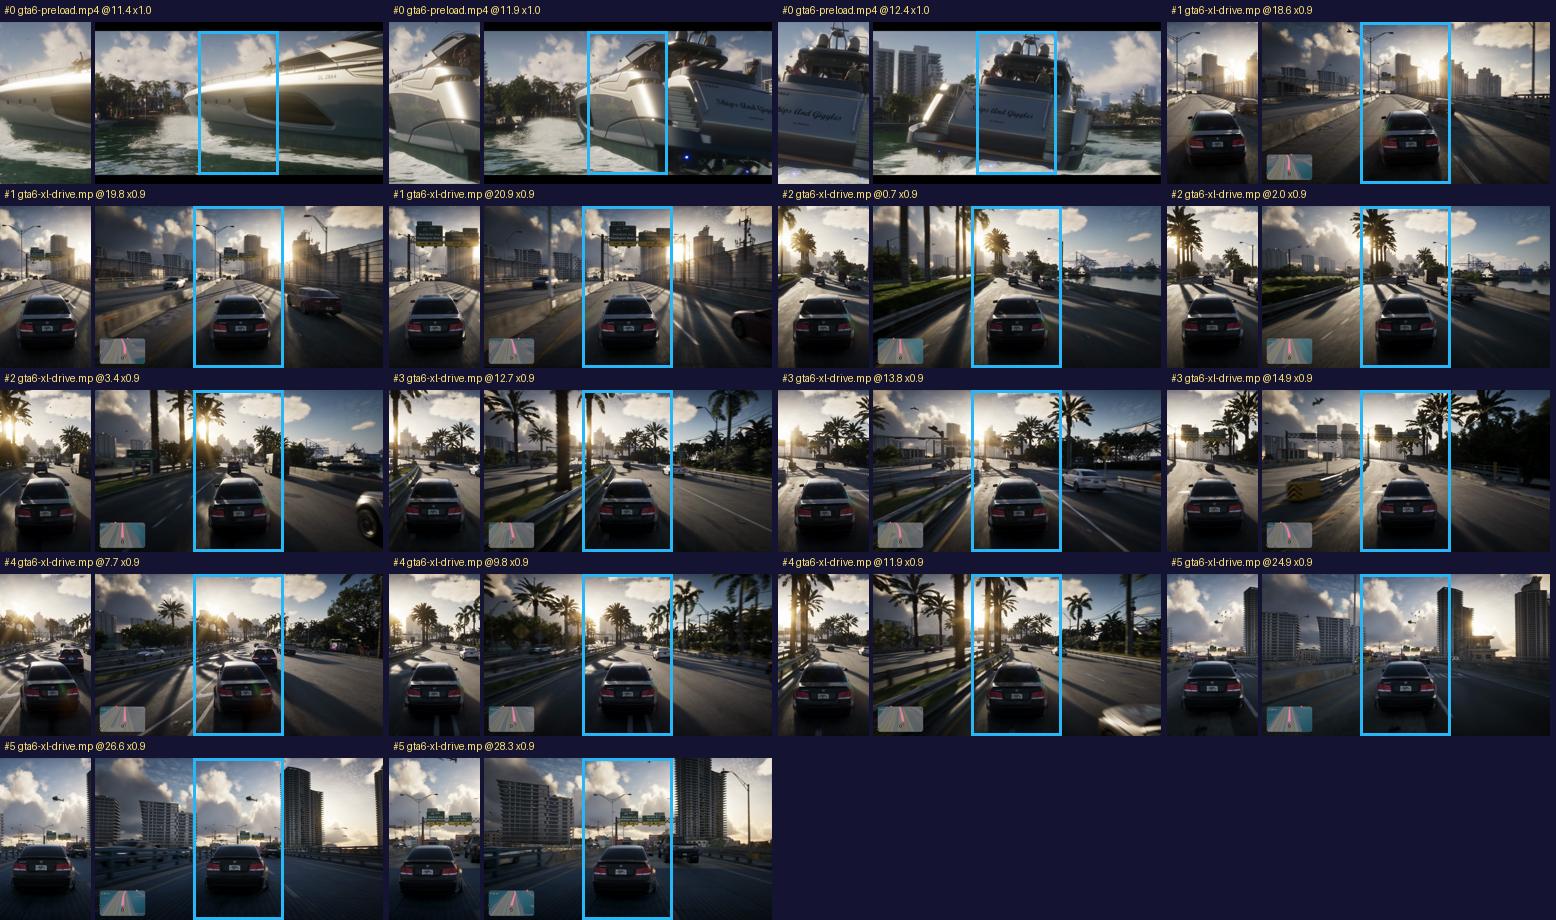 #0 gta6-preload.mp4 @11.4 x1.0
#0 gta6-preload.mp4 @11.9 x1.0
#0 gta6-preload.mp4 @12.4 x1.0
#1 gta6-xl-drive.mp @18.6 x0.9
Ships And Giggles
#1 gta6-xl-drive.mp @19.8 x0.9
#1 gta6-xl-drive.mp @20.9 x0.9
#2 gta6-xl-drive.mp @0.7 x0.9
#2 gta6-xl-drive.mp @2.0 x0.9
#2 gta6-xl-drive.mp @3.4 x0.9
#3 gta6-xl-drive.mp @12.7 x0.9
#3 gta6-xl-drive.mp @13.8 x0.9
#3 gta6-xl-drive.mp @14.9 x0.9
#4 gta6-xl-drive.mp @7.7 x0.9
#4 gta6-xl-drive.mp @9.8 x0.9
#4 gta6-xl-drive.mp @11.9 x0.9
#5 gta6-xl-drive.mp @24.9 x0.9
#5 gta6-xl-drive.mp @26.6 x0.9
#5 gta6-xl-drive.mp @28.3 x0.9